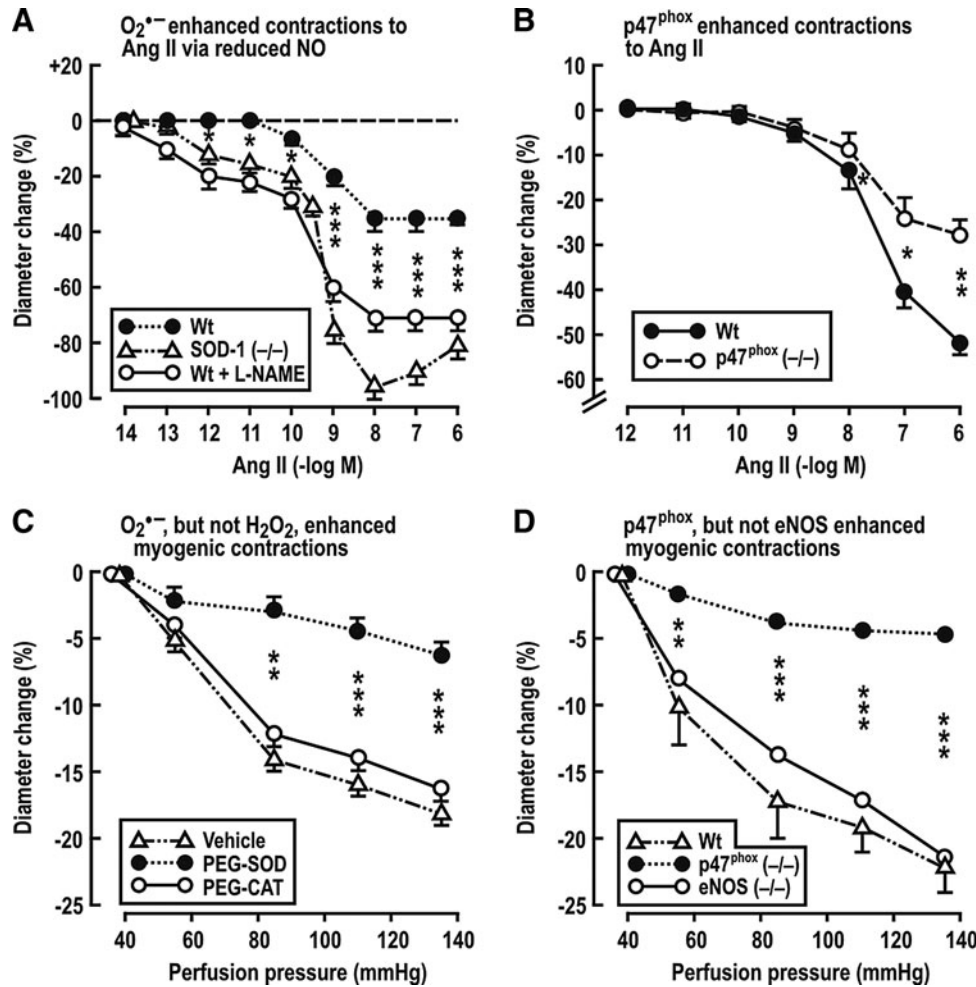 A
O₂•– enhanced contractions to
Ang II via reduced NO
+20
0
-20
-40
-60
-80
-100
Diameter change (%)
*
*
*
***
***
***
***
Wt
SOD-1 (–/–)
Wt + L-NAME
14 13 12 11 10 9 8 7 6
Ang II (-log M)
B
p47phox enhanced contractions
to Ang II
10
0
-10
-20
-30
-40
-50
-60
Diameter change (%)
*
*
**
Wt
p47phox (–/–)
12 11 10 9 8 7 6
Ang II (-log M)
C
O₂•–, but not H₂O₂, enhanced
myogenic contractions
0
-5
-10
-15
-20
-25
Diameter change (%)
**
***
***
Vehicle
PEG-SOD
PEG-CAT
40 60 80 100 120 140
Perfusion pressure (mmHg)
D
p47phox, but not eNOS enhanced
myogenic contractions
0
-5
-10
-15
-20
-25
Diameter change (%)
**
***
***
***
Wt
p47phox (–/–)
eNOS (–/–)
40 60 80 100 120 140
Perfusion pressure (mmHg)